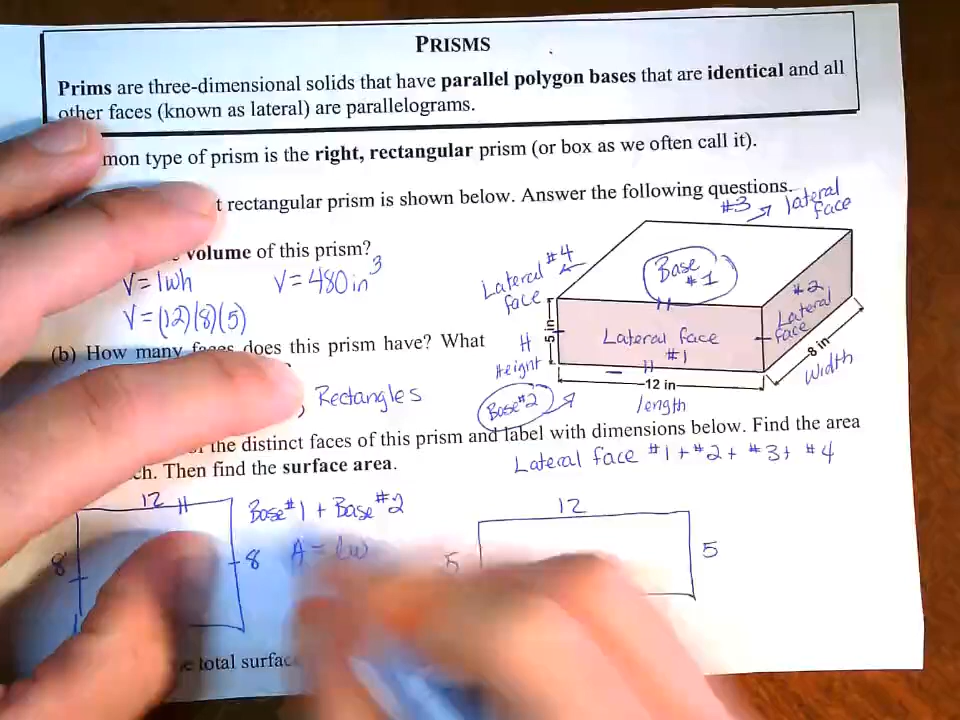 PRISMS
Prims are three-dimensional solids that have parallel polygon bases that are identical and all
other faces (known as lateral) are parallelograms.
mon type of prism is the right, rectangular prism (or box as we often call it).
t rectangular prism is shown below. Answer the following questions.
#3 lateral face
volume of this prism?
V = lwh V = 480 in³
V = (12)(8)(5)
Lateral #4 face
Base #1
#2 Lateral face
Lateral face #1
5 in
H Height
8 in
Width
12 in
length
Base #2
(b) How many faces does this prism have? What
Rectangles
the distinct faces of this prism and label with dimensions below. Find the area
ch. Then find the surface area.
Lateral face #1 + #2 + #3 + #4
12
Base #1 + Base #2
8
8
A = lw
12
5
5
total surfac